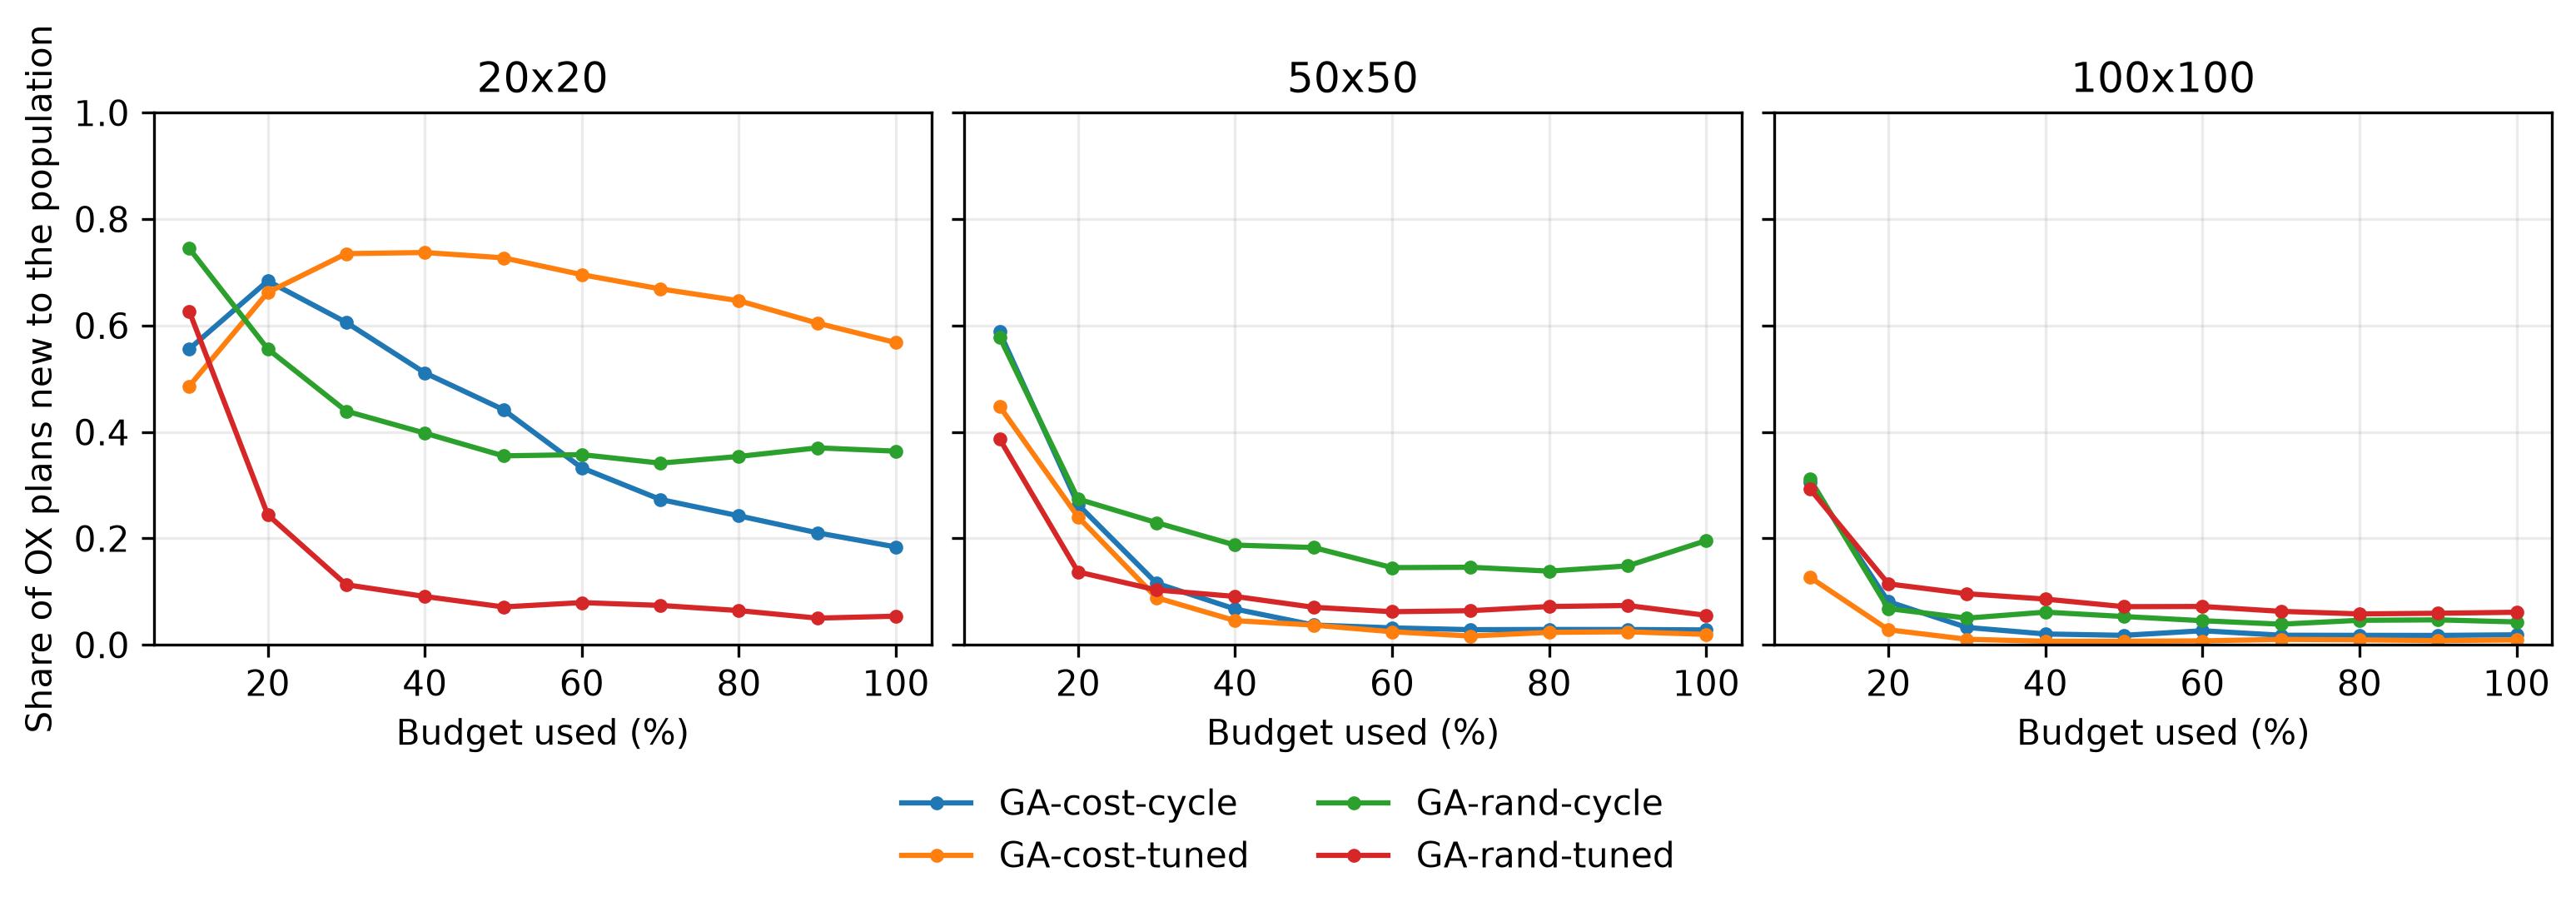 20x20
50x50
100x100
Share of OX plans new to the population
1.0
0.8
0.6
0.4
0.2
0.0
20 40 60 80 100
20 40 60 80 100
20 40 60 80 100
Budget used (%)
Budget used (%)
Budget used (%)
GA-cost-cycle
GA-cost-tuned
GA-rand-cycle
GA-rand-tuned